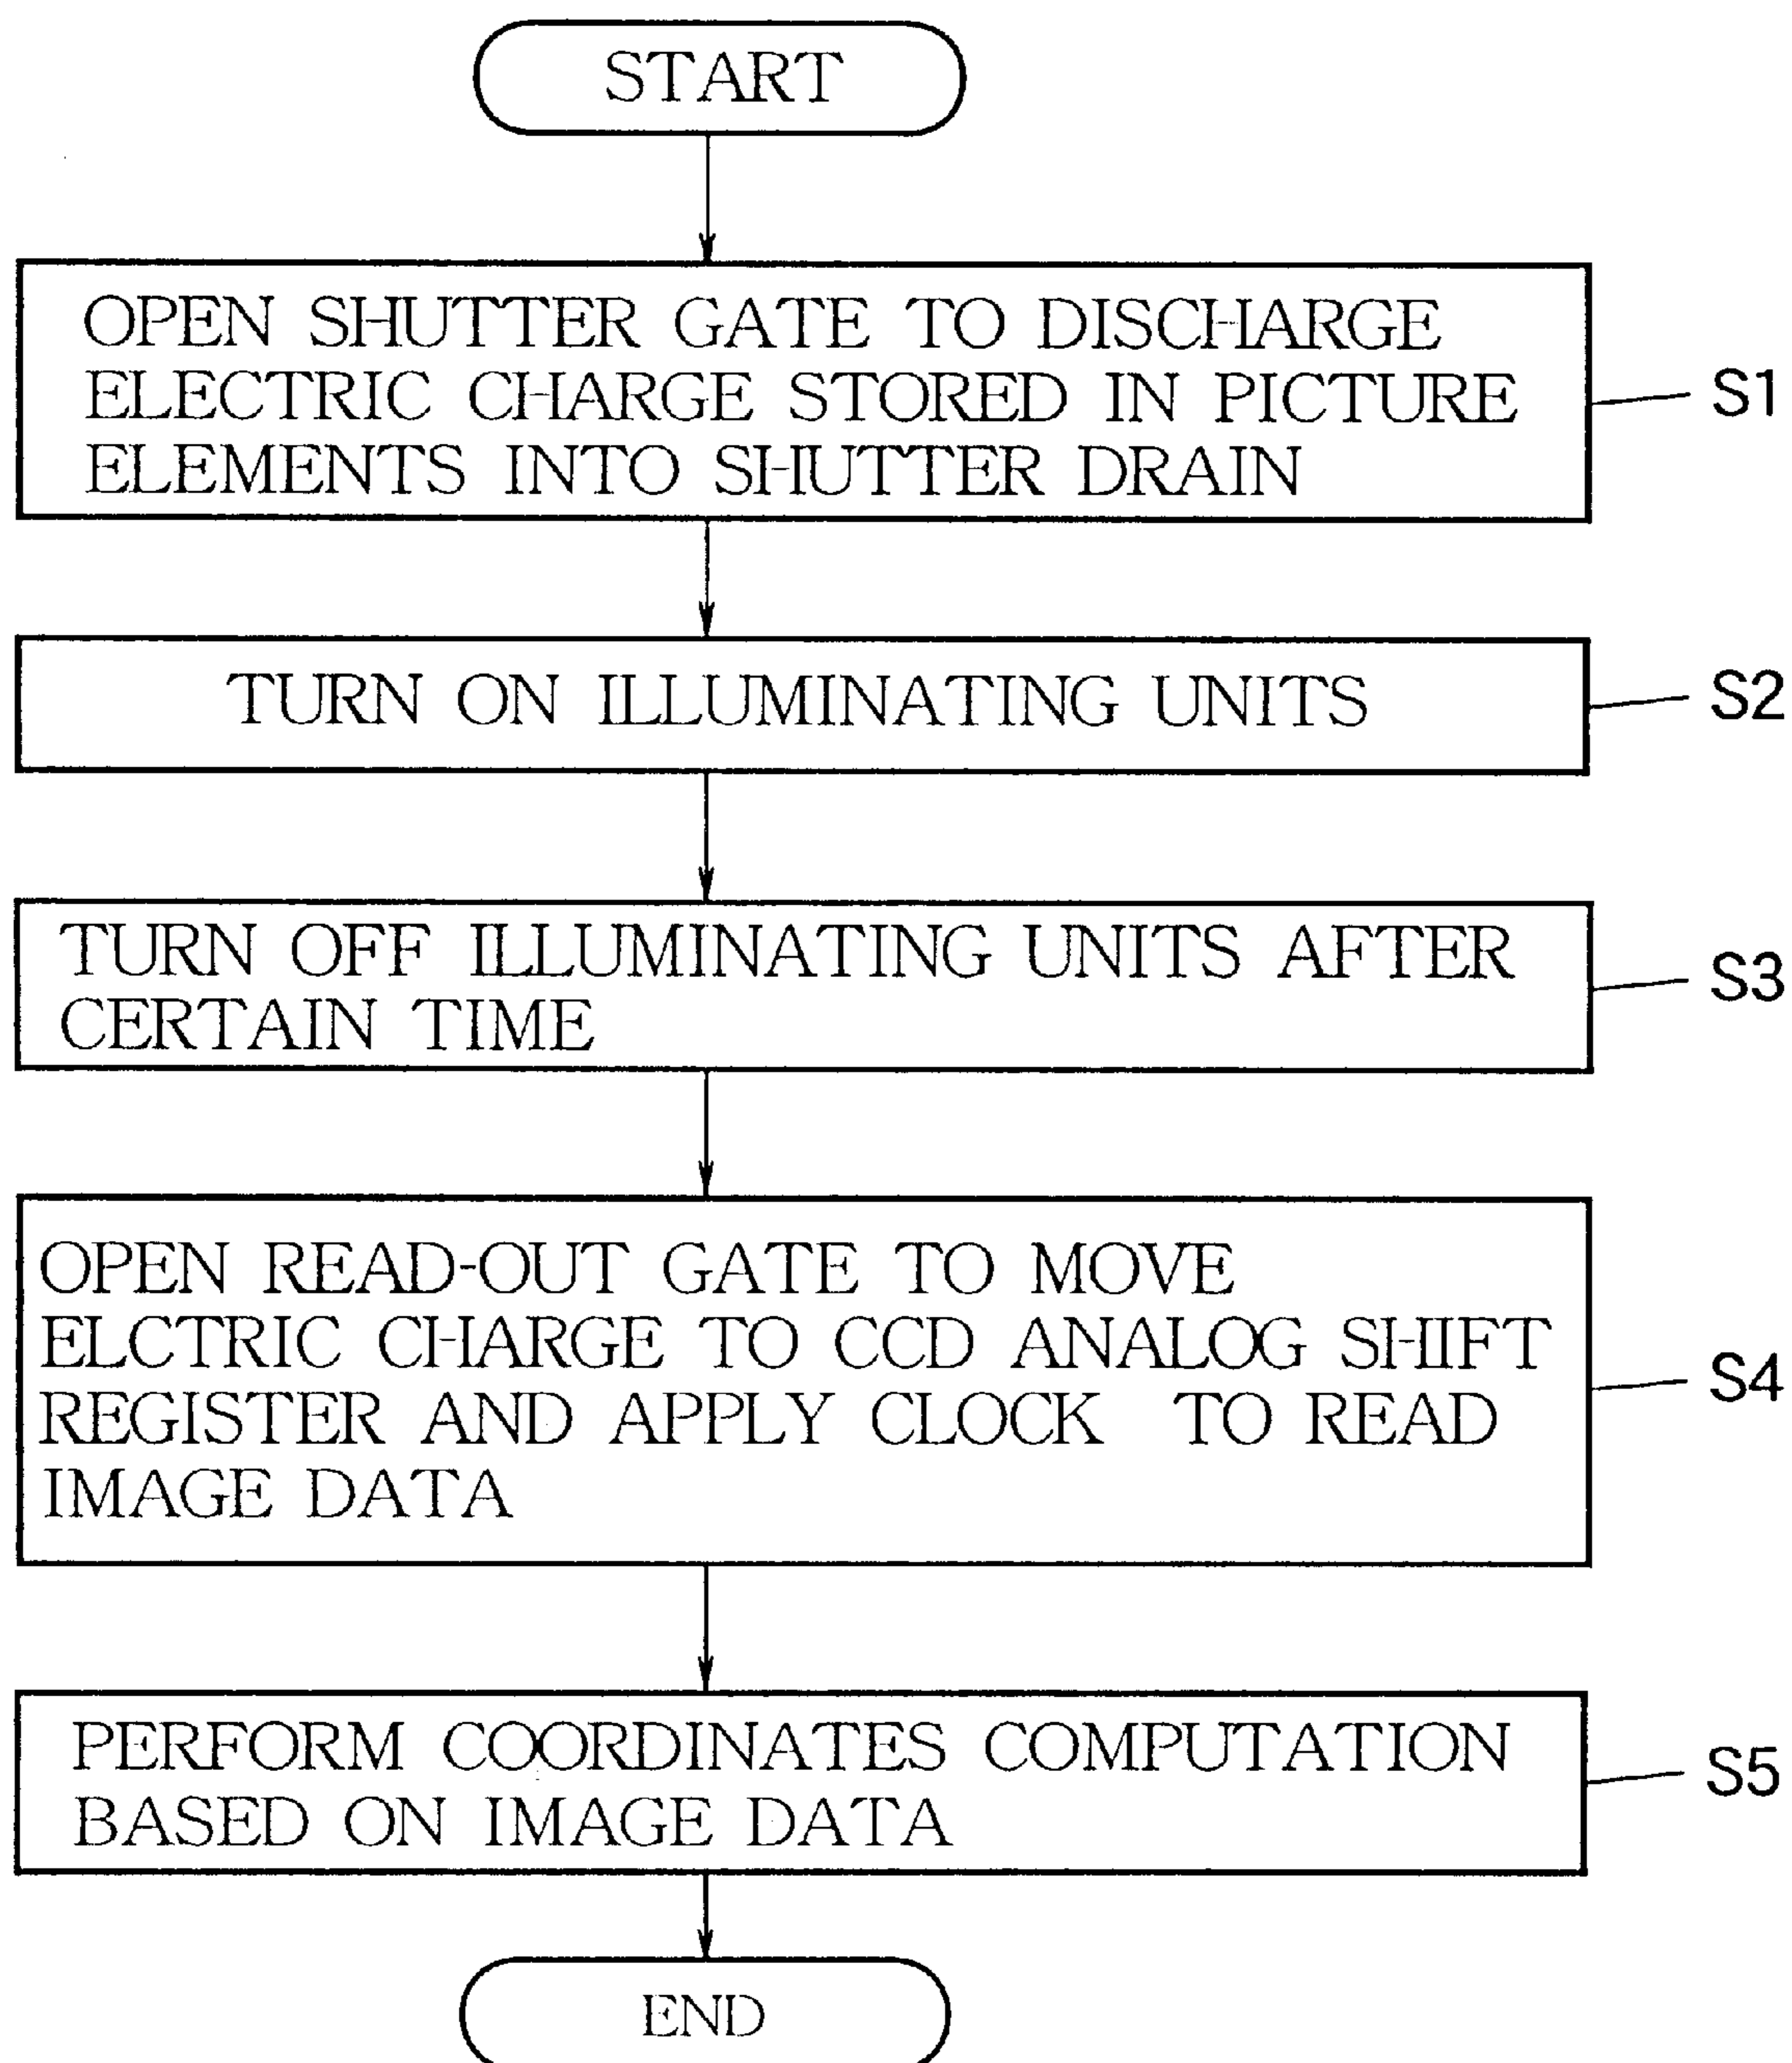 START
OPEN SHUTTER GATE TO DISCHARGE
ELECTRIC CHARGE STORED IN PICTURE
ELEMENTS INTO SHUTTER DRAIN
S1
TURN ON ILLUMINATING UNITS
S2
TURN OFF ILLUMINATING UNITS AFTER
CERTAIN TIME
S3
OPEN READ-OUT GATE TO MOVE
ELCTRIC CHARGE TO CCD ANALOG SHIFT
REGISTER AND APPLY CLOCK TO READ
IMAGE DATA
S4
PERFORM COORDINATES COMPUTATION
BASED ON IMAGE DATA
S5
END